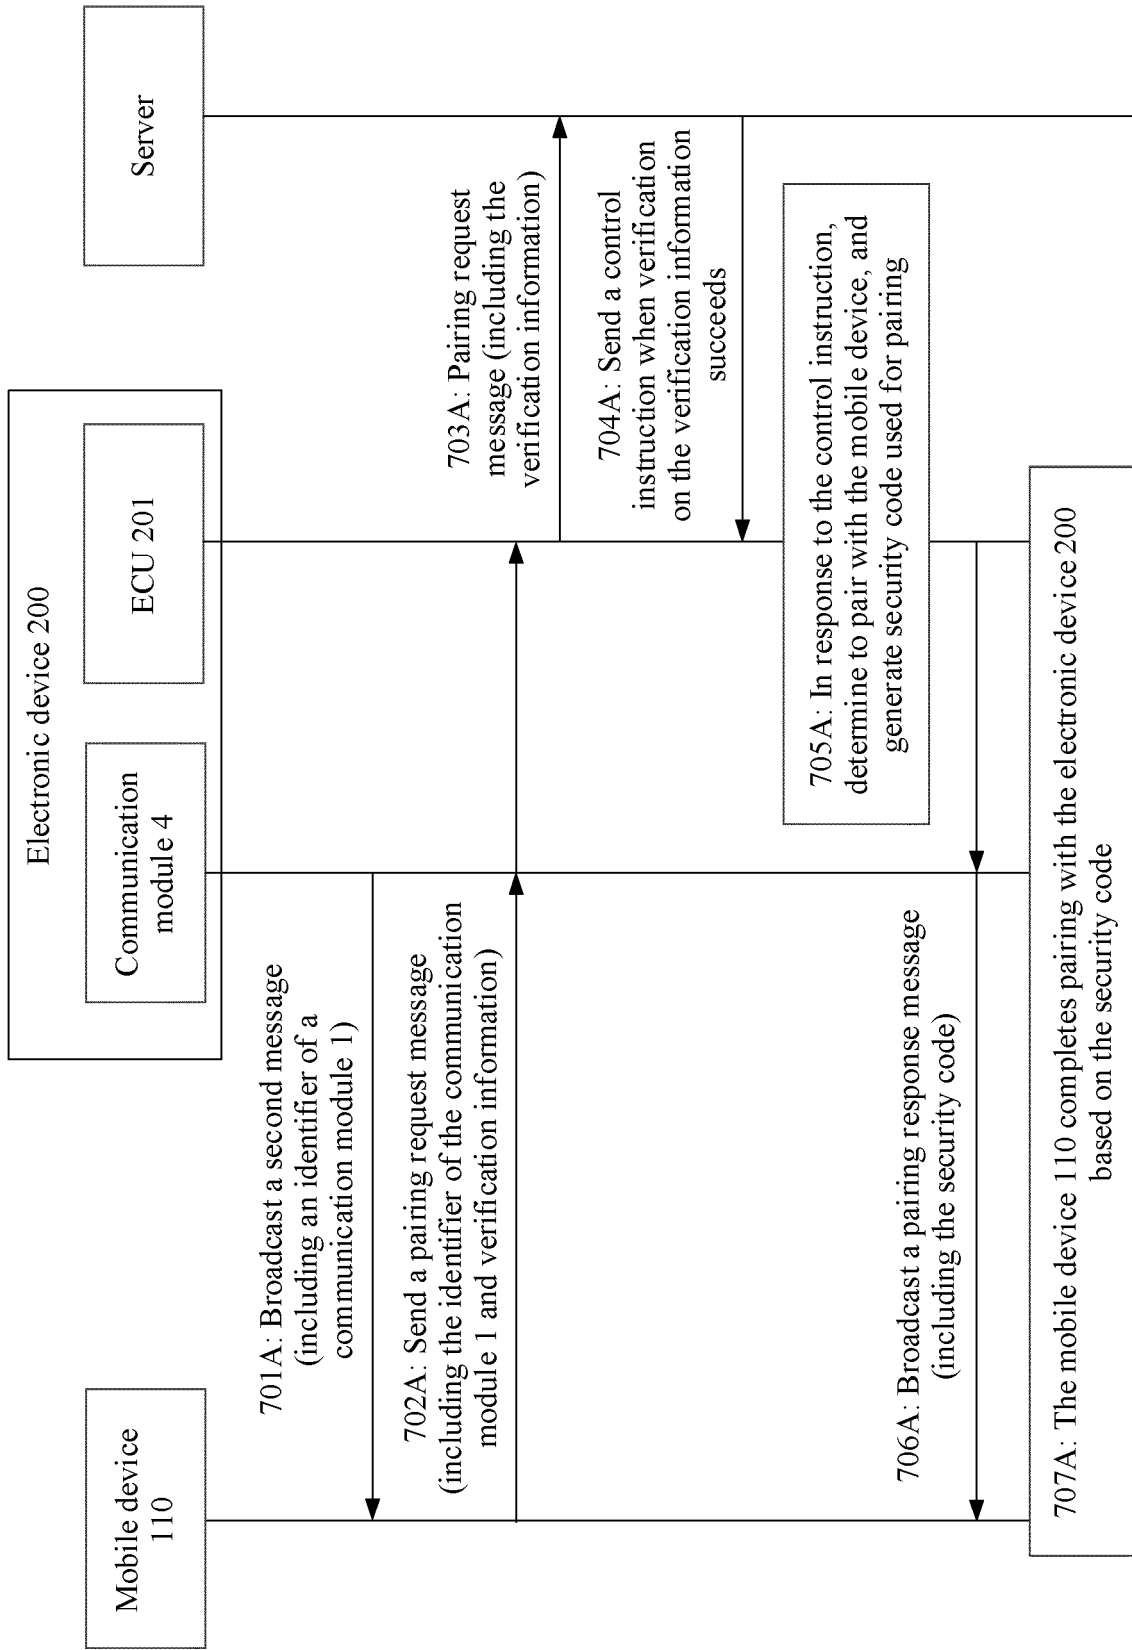 Electronic device 200
Mobile device
110
Communication
module 4
ECU 201
Server
701A: Broadcast a second message
(including an identifier of a
communication module 1)
702A: Send a pairing request message
(including the identifier of the communication
module 1 and verification information)
703A: Pairing request
message (including the
verification information)
704A: Send a control
instruction when verification
on the verification information
succeeds
705A: In response to the control instruction,
determine to pair with the mobile device, and
generate security code used for pairing
706A: Broadcast a pairing response message
(including the security code)
707A: The mobile device 110 completes pairing with the electronic device 200
based on the security code